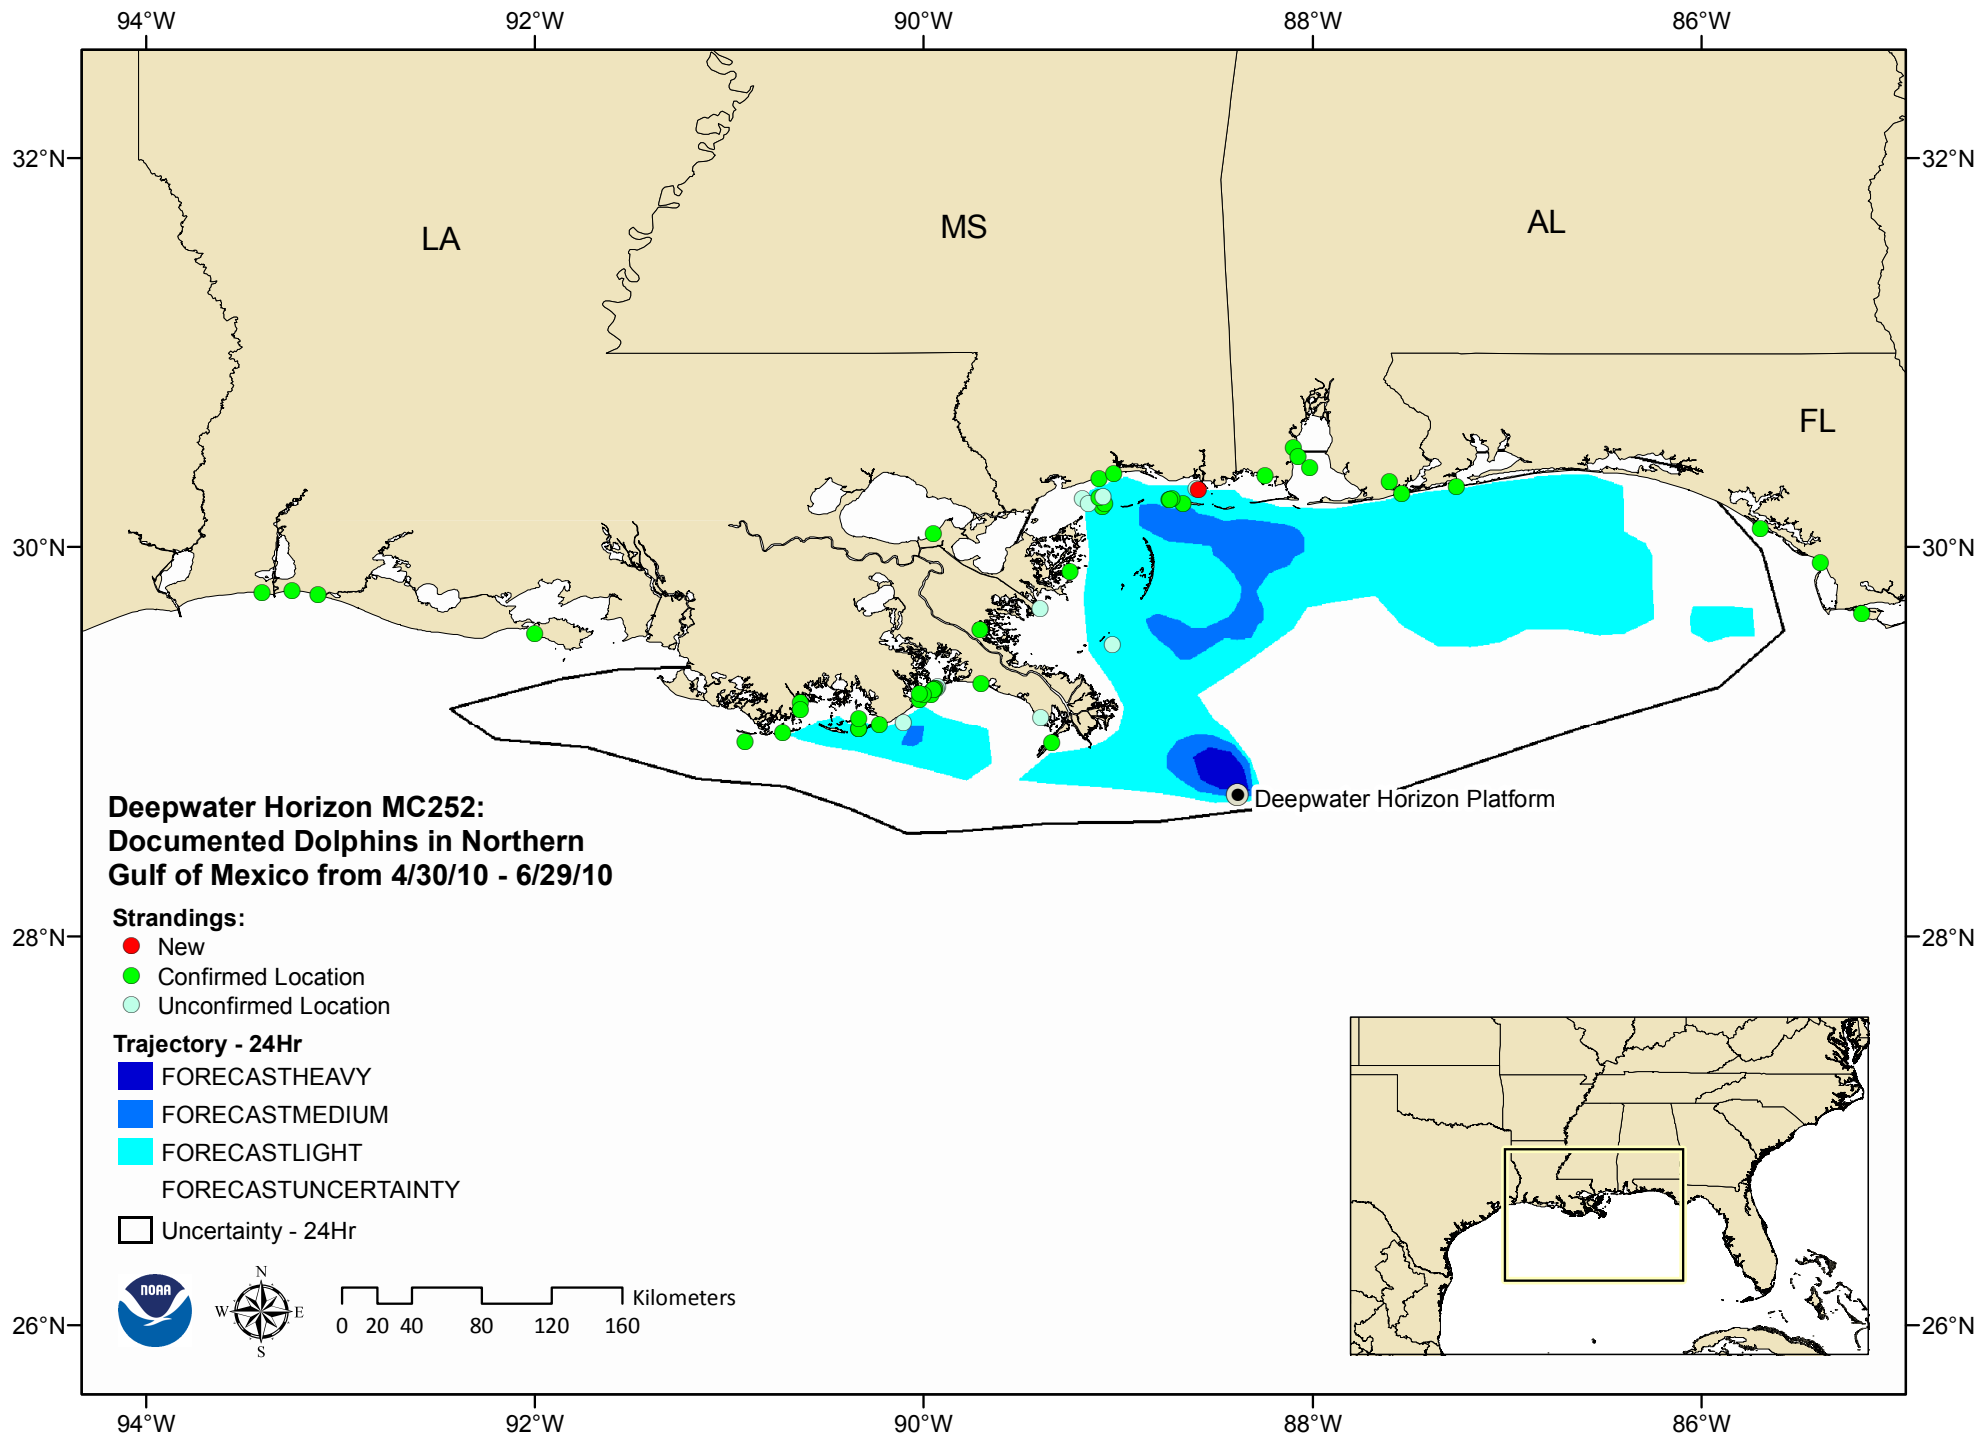 94°W 92°W 90°W 88°W 86°W
32°N 32°N
LA MS AL
FL
30°N 30°N
Deepwater Horizon Platform
Deepwater Horizon MC252:
Documented Dolphins in Northern
Gulf of Mexico from 4/30/10 - 6/29/10
Strandings:
28°N 28°N
New
Confirmed Location
Unconfirmed Location
Trajectory - 24Hr
FORECASTHEAVY
FORECASTMEDIUM
FORECASTLIGHT
FORECASTUNCERTAINTY
Uncertainty - 24Hr
NOAA
N
W E
S
Kilometers
0 20 40 80 120 160
26°N 26°N
94°W 92°W 90°W 88°W 86°W